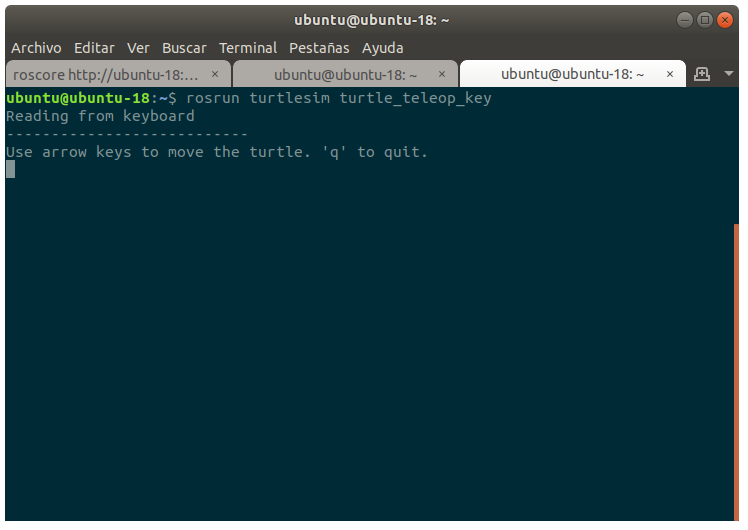 ubuntu@ubuntu-18: ~
Archivo Editar Ver Buscar Terminal Pestañas Ayuda
roscore http://ubuntu-18:... × ubuntu@ubuntu-18: ~ × ubuntu@ubuntu-18: ~ ×
ubuntu@ubuntu-18:~$ rosrun turtlesim turtle_teleop_key
Reading from keyboard
---------------------------
Use arrow keys to move the turtle. 'q' to quit.